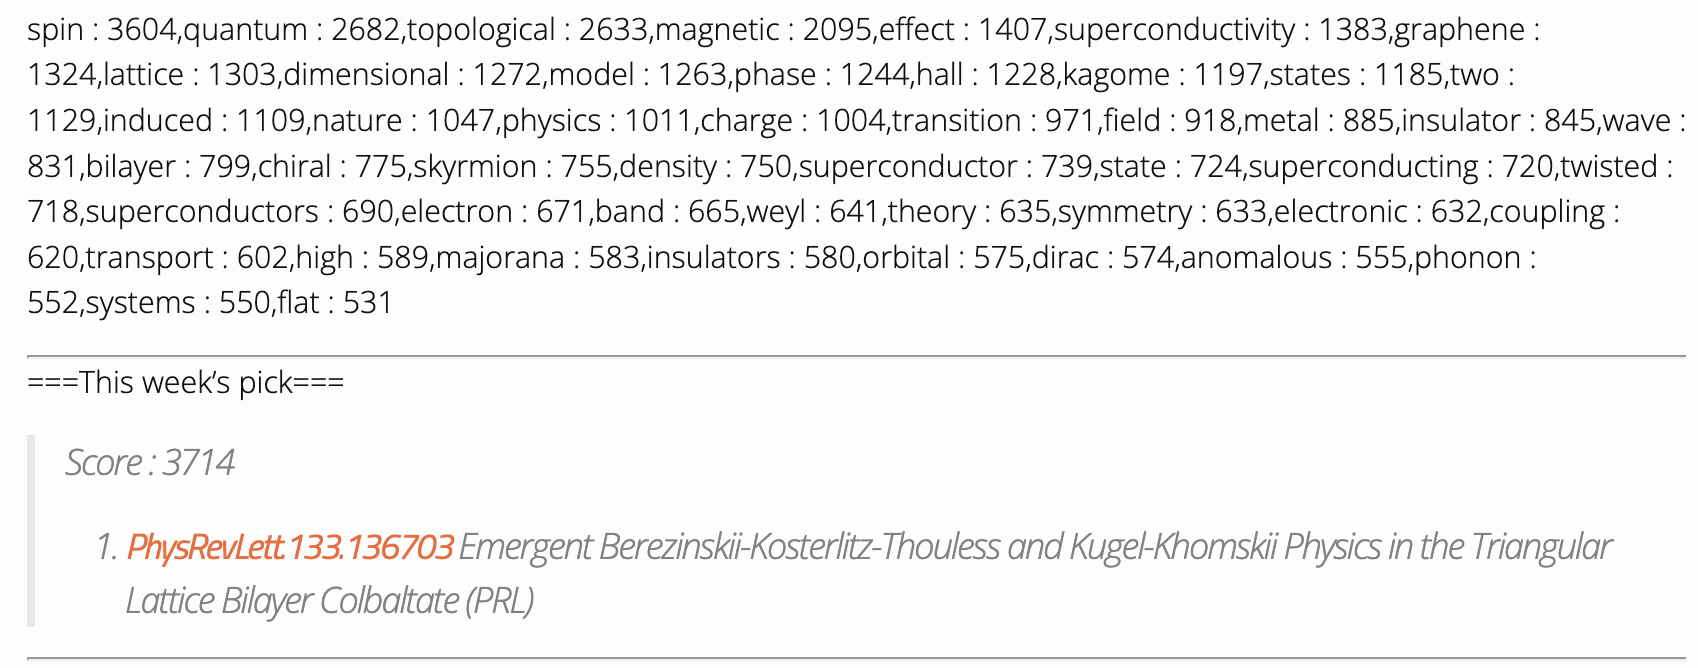 spin : 3604,quantum : 2682,topological : 2633,magnetic : 2095,effect : 1407,superconductivity : 1383,graphene :
1324,lattice : 1303,dimensional : 1272,model : 1263,phase : 1244,hall : 1228,kagome : 1197,states : 1185,two :
1129,induced : 1109,nature : 1047,physics : 1011,charge : 1004,transition : 971,field : 918,metal : 885,insulator : 845,wave :
831,bilayer : 799,chiral : 775,skyrmion : 755,density : 750,superconductor : 739,state : 724,superconducting : 720,twisted :
718,superconductors : 690,electron : 671,band : 665,weyl : 641,theory : 635,symmetry : 633,electronic : 632,coupling :
620,transport : 602,high : 589,majorana : 583,insulators : 580,orbital : 575,dirac : 574,anomalous : 555,phonon :
552,systems : 550,flat : 531
===This week’s pick===
Score : 3714
1. PhysRevLett.133.136703 Emergent Berezinskii-Kosterlitz-Thouless and Kugel-Khomskii Physics in the Triangular
Lattice Bilayer Colbaltate (PRL)